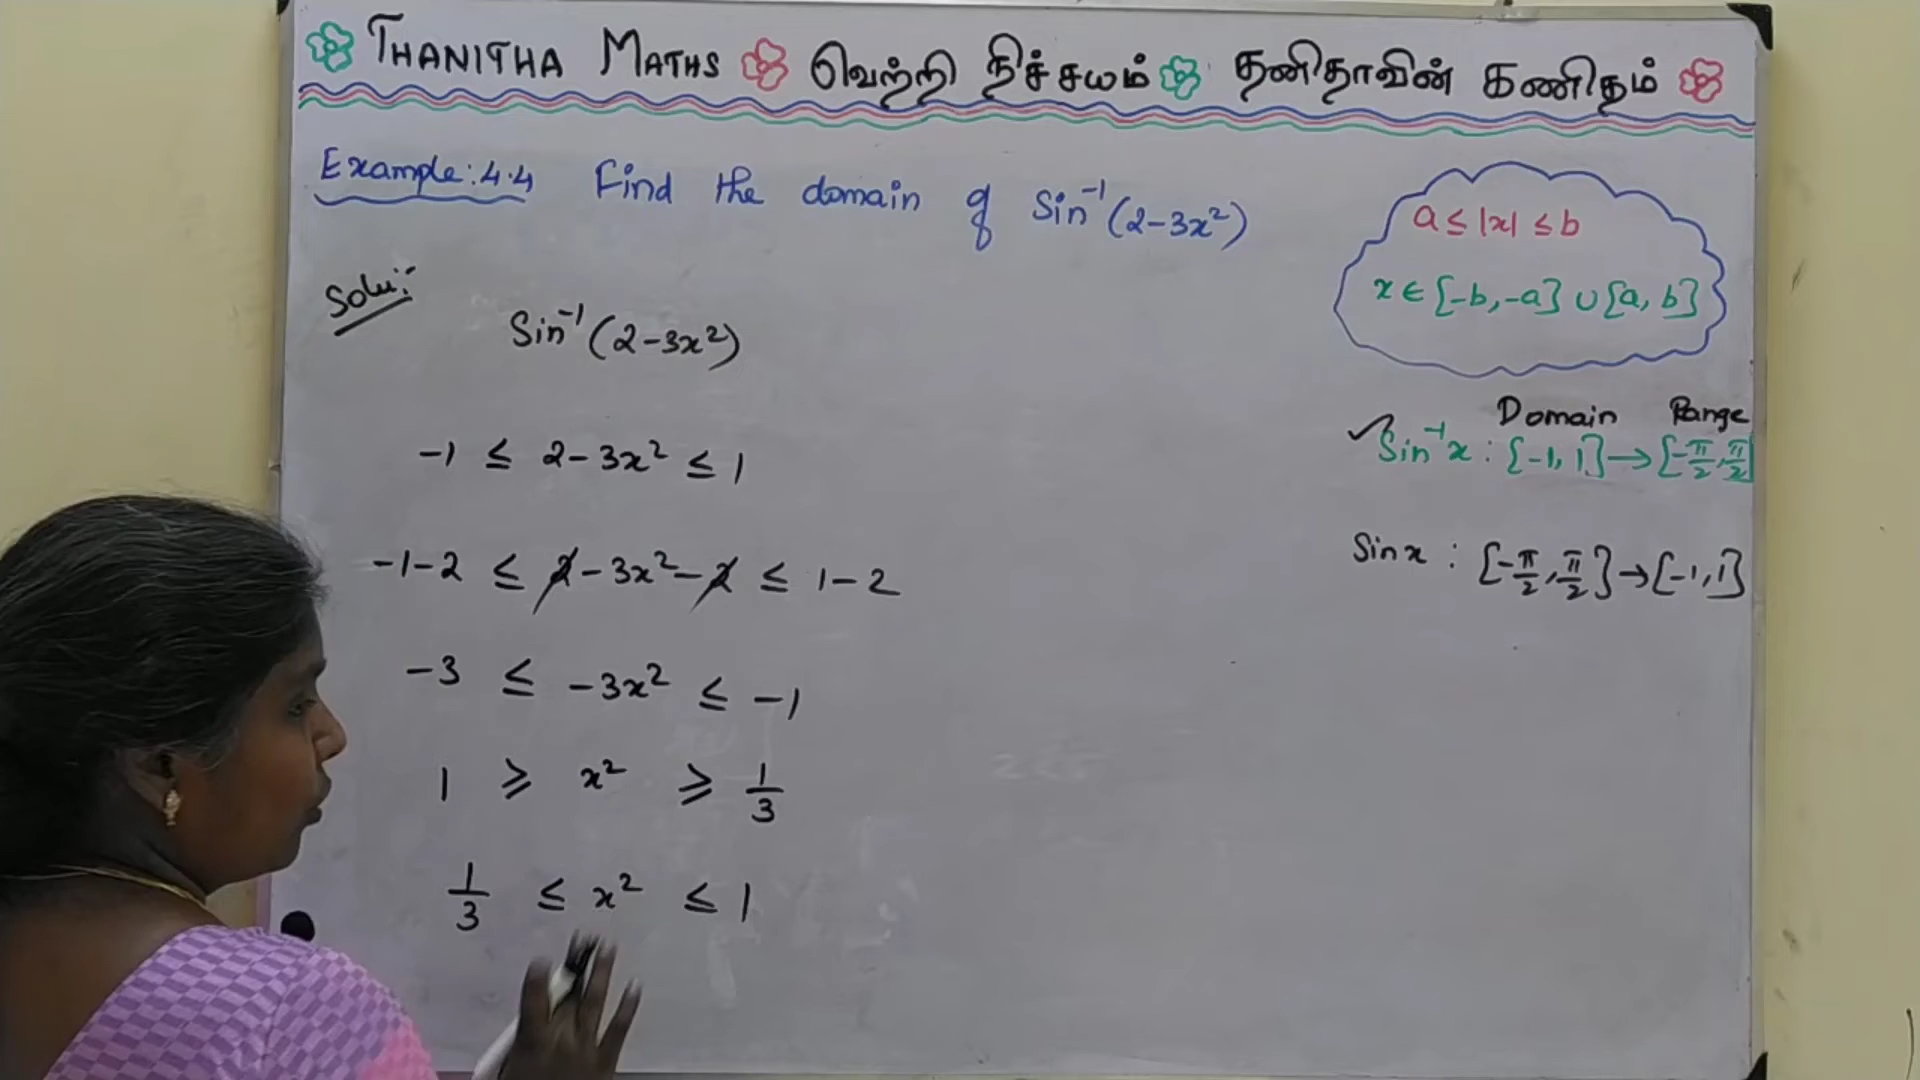 THANITHA MATHS வெற்றி நிச்சயம் தனிதாவின் கணிதம்
Example: 4.4 Find the domain of Sin⁻¹(2-3x²)
a ≤ |x| ≤ b
x ∈ [-b, -a] ∪ [a, b]
Solu:
Sin⁻¹(2-3x²)
Domain Range
Sin⁻¹x : [-1, 1] → [-π/2, π/2]
-1 ≤ 2-3x² ≤ 1
Sin x : [-π/2, π/2] → [-1, 1]
-1-2 ≤ 2-3x²-2 ≤ 1-2
-3 ≤ -3x² ≤ -1
1 ≥ x² ≥ 1/3
1/3 ≤ x² ≤ 1